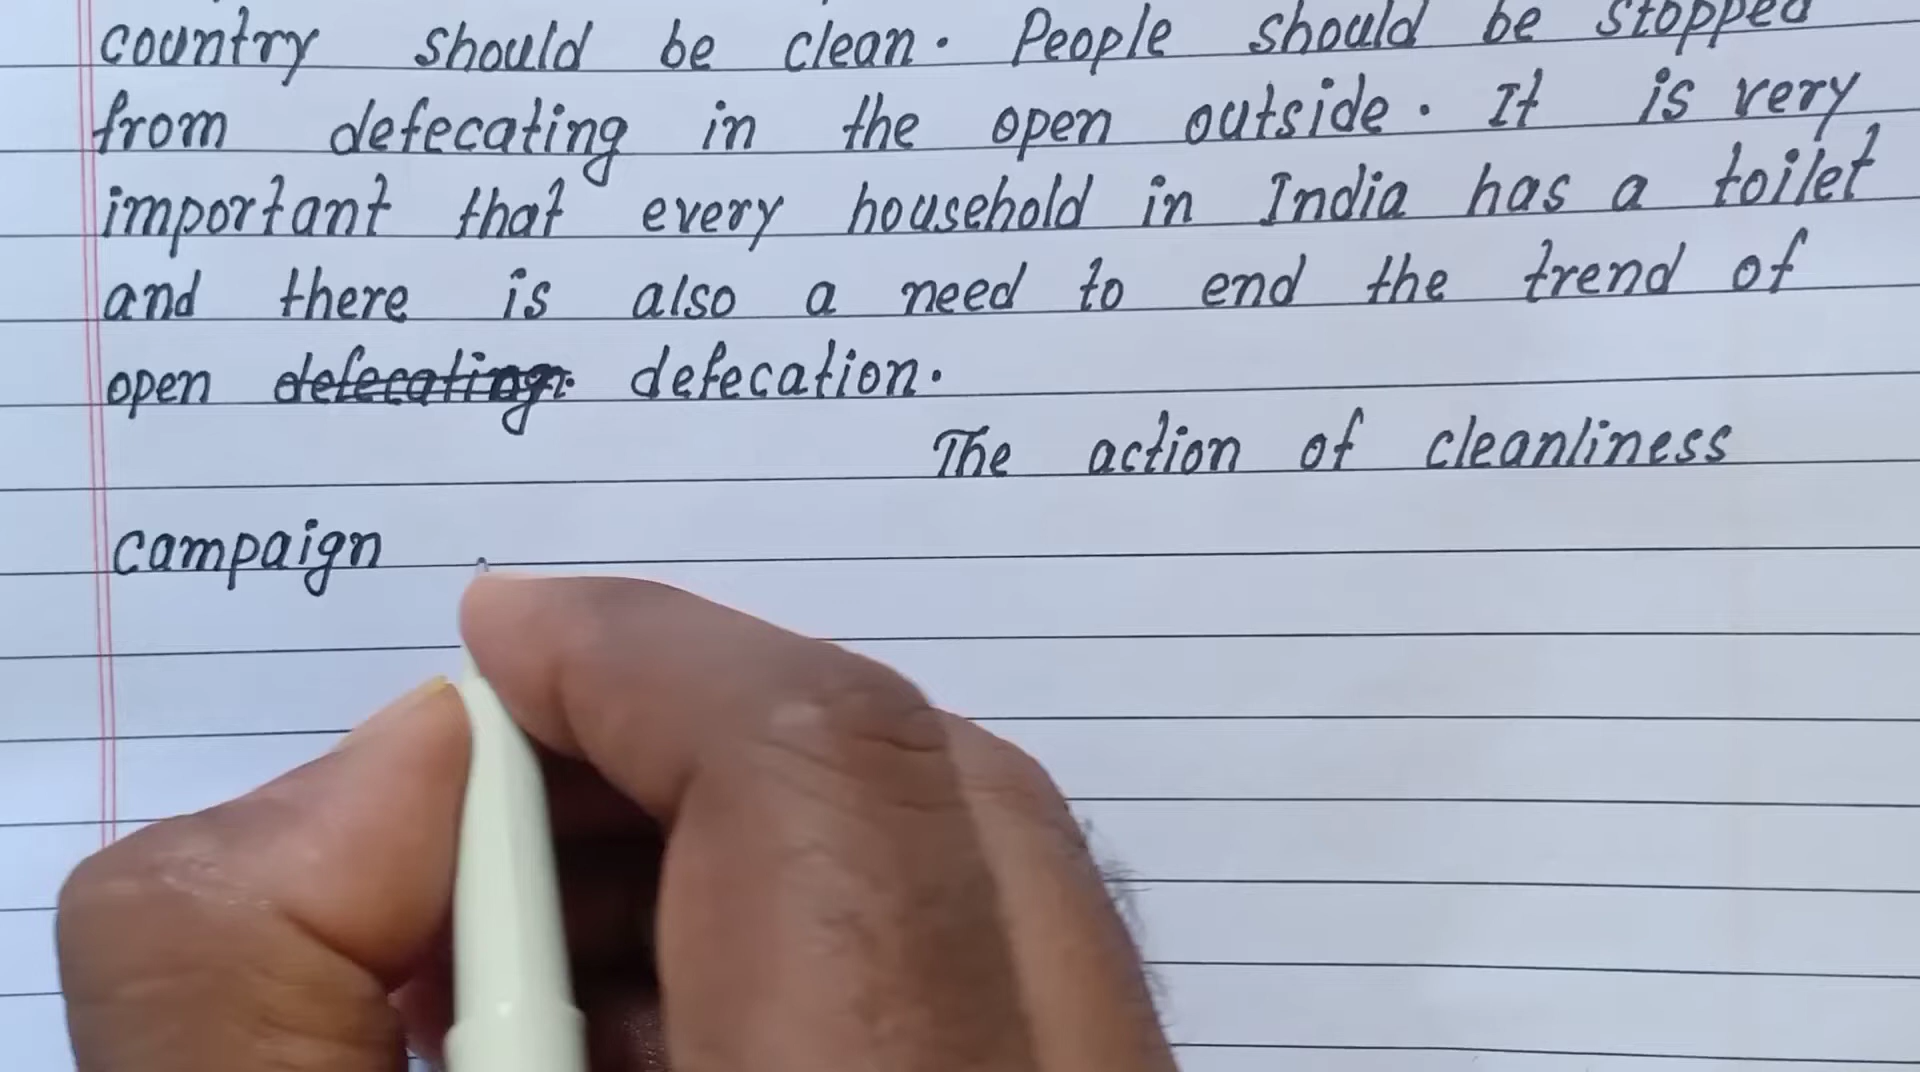 country should be clean. People should be stopped
from defecating in the open outside. It is very
important that every household in India has a toilet
and there is also a need to end the trend of
open defecating. defecation.
The action of cleanliness
campaign